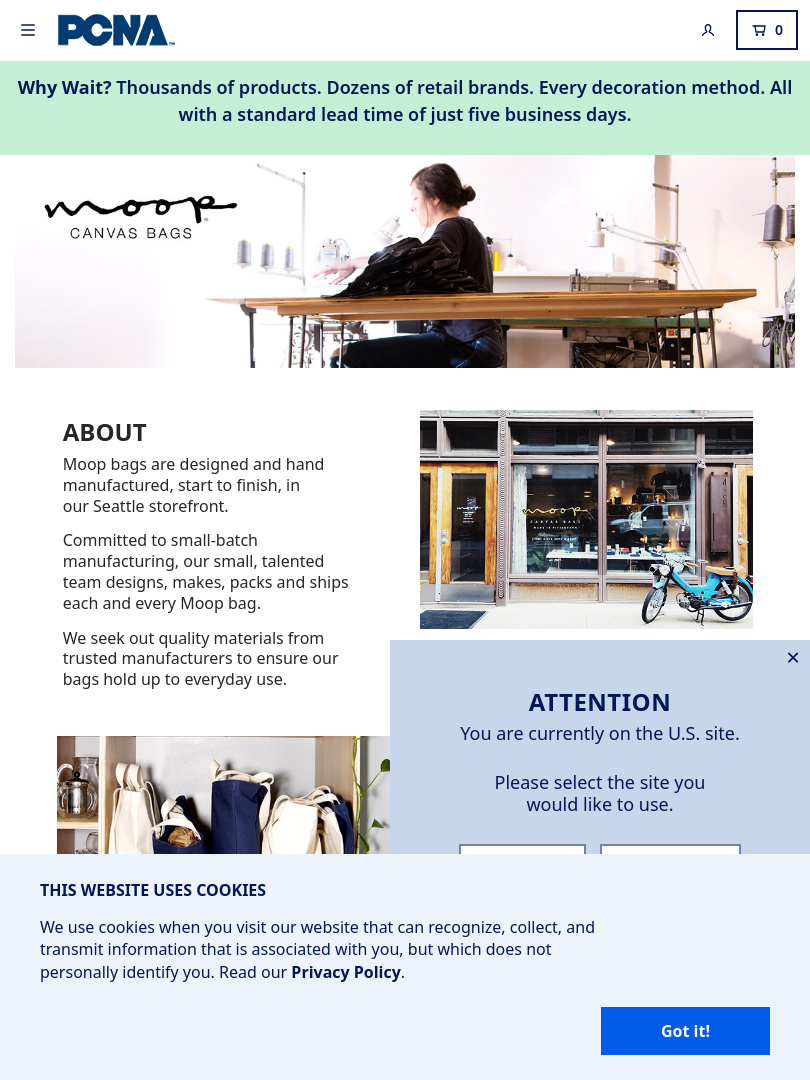 PCNA
0
Why Wait? Thousands of products. Dozens of retail brands. Every decoration method. All
with a standard lead time of just five business days.
moop
CANVAS BAGS
ABOUT
Moop bags are designed and hand
manufactured, start to finish, in
our Seattle storefront.
Committed to small-batch
manufacturing, our small, talented
team designs, makes, packs and ships
each and every Moop bag.
We seek out quality materials from
trusted manufacturers to ensure our
bags hold up to everyday use.
moop
CANVAS BAGS
ATTENTION
You are currently on the U.S. site.
Please select the site you
would like to use.
THIS WEBSITE USES COOKIES
We use cookies when you visit our website that can recognize, collect, and
transmit information that is associated with you, but which does not
personally identify you. Read our Privacy Policy.
Got it!